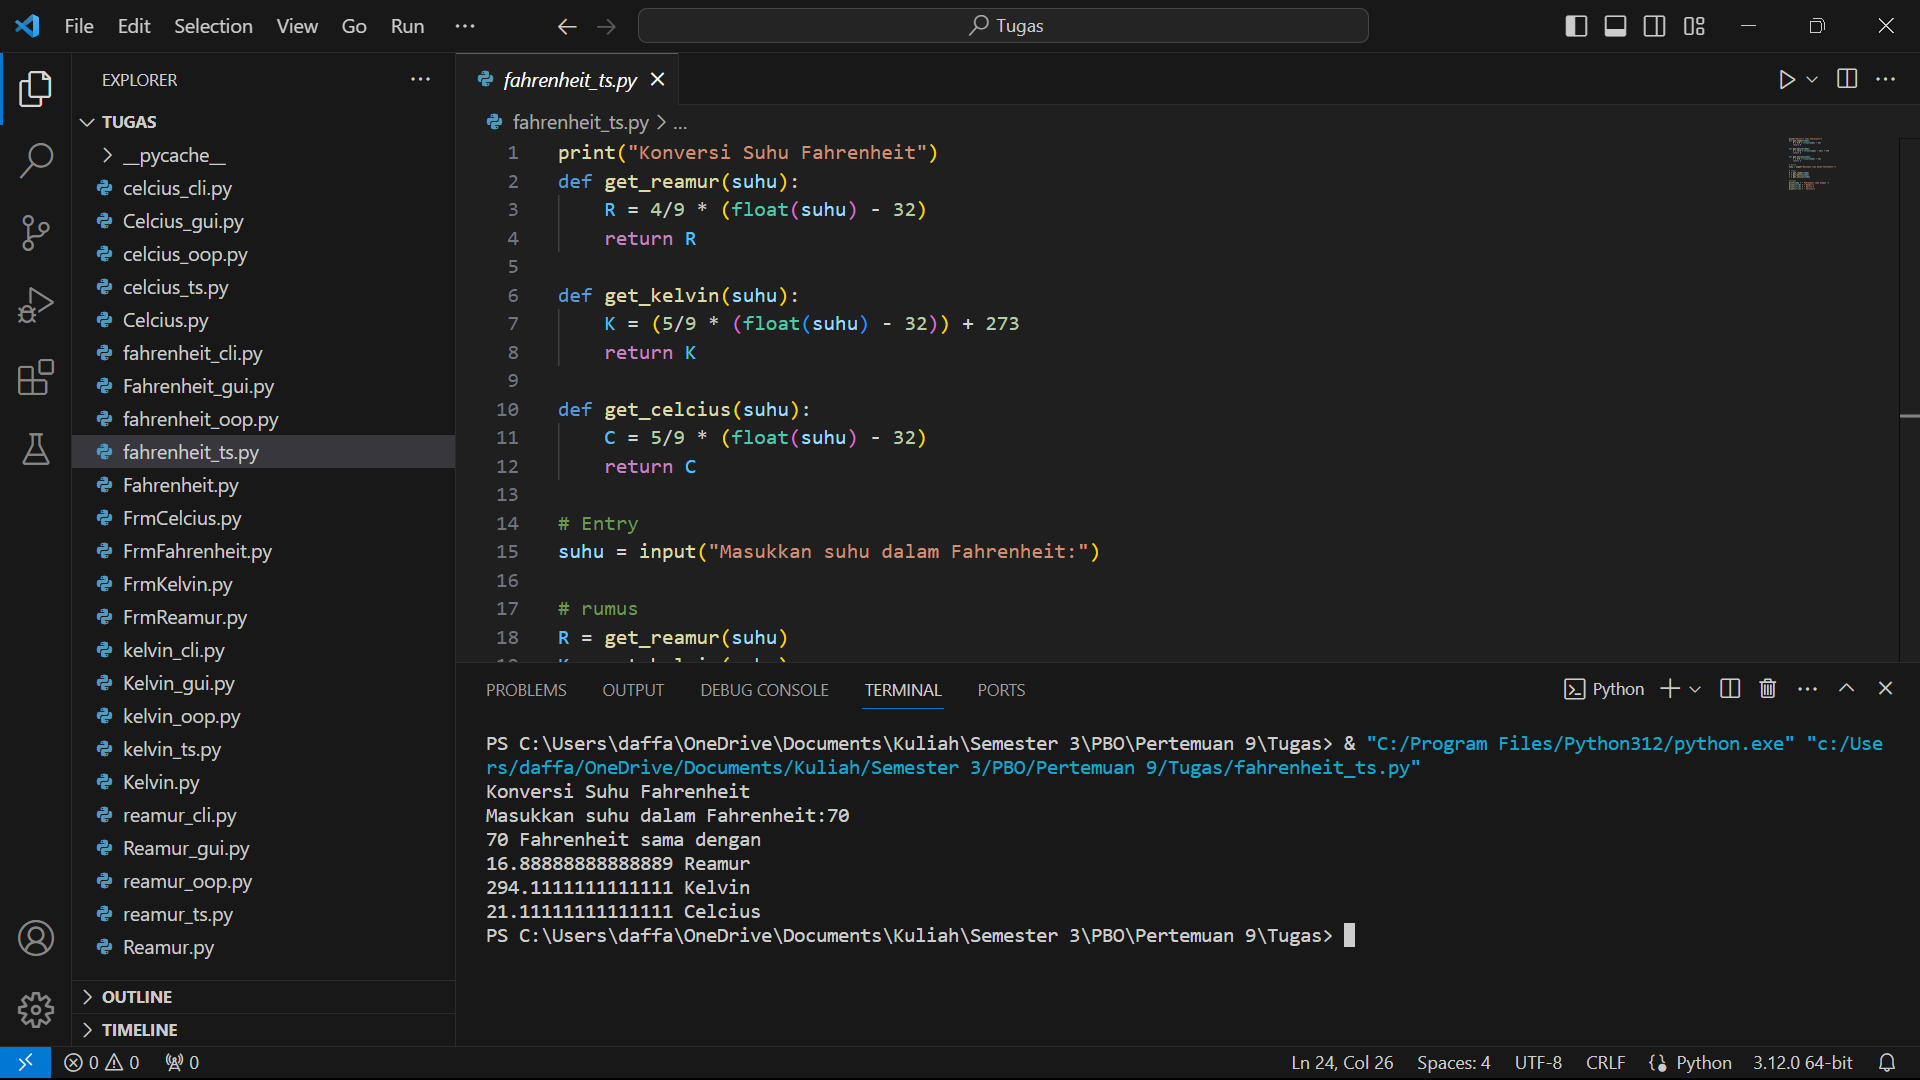 File Edit Selection View Go Run ···
Tugas
EXPLORER
TUGAS
__pycache__
celcius_cli.py
Celcius_gui.py
celcius_oop.py
celcius_ts.py
Celcius.py
fahrenheit_cli.py
Fahrenheit_gui.py
fahrenheit_oop.py
fahrenheit_ts.py
Fahrenheit.py
FrmCelcius.py
FrmFahrenheit.py
FrmKelvin.py
FrmReamur.py
kelvin_cli.py
Kelvin_gui.py
kelvin_oop.py
kelvin_ts.py
Kelvin.py
reamur_cli.py
Reamur_gui.py
reamur_oop.py
reamur_ts.py
Reamur.py
OUTLINE
TIMELINE
fahrenheit_ts.py
fahrenheit_ts.py > ...
1 print("Konversi Suhu Fahrenheit")
2 def get_reamur(suhu):
3 R = 4/9 * (float(suhu) - 32)
4 return R
5
6 def get_kelvin(suhu):
7 K = (5/9 * (float(suhu) - 32)) + 273
8 return K
9
10 def get_celcius(suhu):
11 C = 5/9 * (float(suhu) - 32)
12 return C
13
14 # Entry
15 suhu = input("Masukkan suhu dalam Fahrenheit:")
16
17 # rumus
18 R = get_reamur(suhu)
PROBLEMS OUTPUT DEBUG CONSOLE TERMINAL PORTS
Python
PS C:\Users\daffa\OneDrive\Documents\Kuliah\Semester 3\PBO\Pertemuan 9\Tugas> & "C:/Program Files/Python312/python.exe" "c:/Use
rs/daffa/OneDrive/Documents/Kuliah/Semester 3/PBO/Pertemuan 9/Tugas/fahrenheit_ts.py"
Konversi Suhu Fahrenheit
Masukkan suhu dalam Fahrenheit:70
70 Fahrenheit sama dengan
16.88888888888889 Reamur
294.1111111111111 Kelvin
21.11111111111111 Celcius
PS C:\Users\daffa\OneDrive\Documents\Kuliah\Semester 3\PBO\Pertemuan 9\Tugas>
0 0 0
Ln 24, Col 26 Spaces: 4 UTF-8 CRLF Python 3.12.0 64-bit